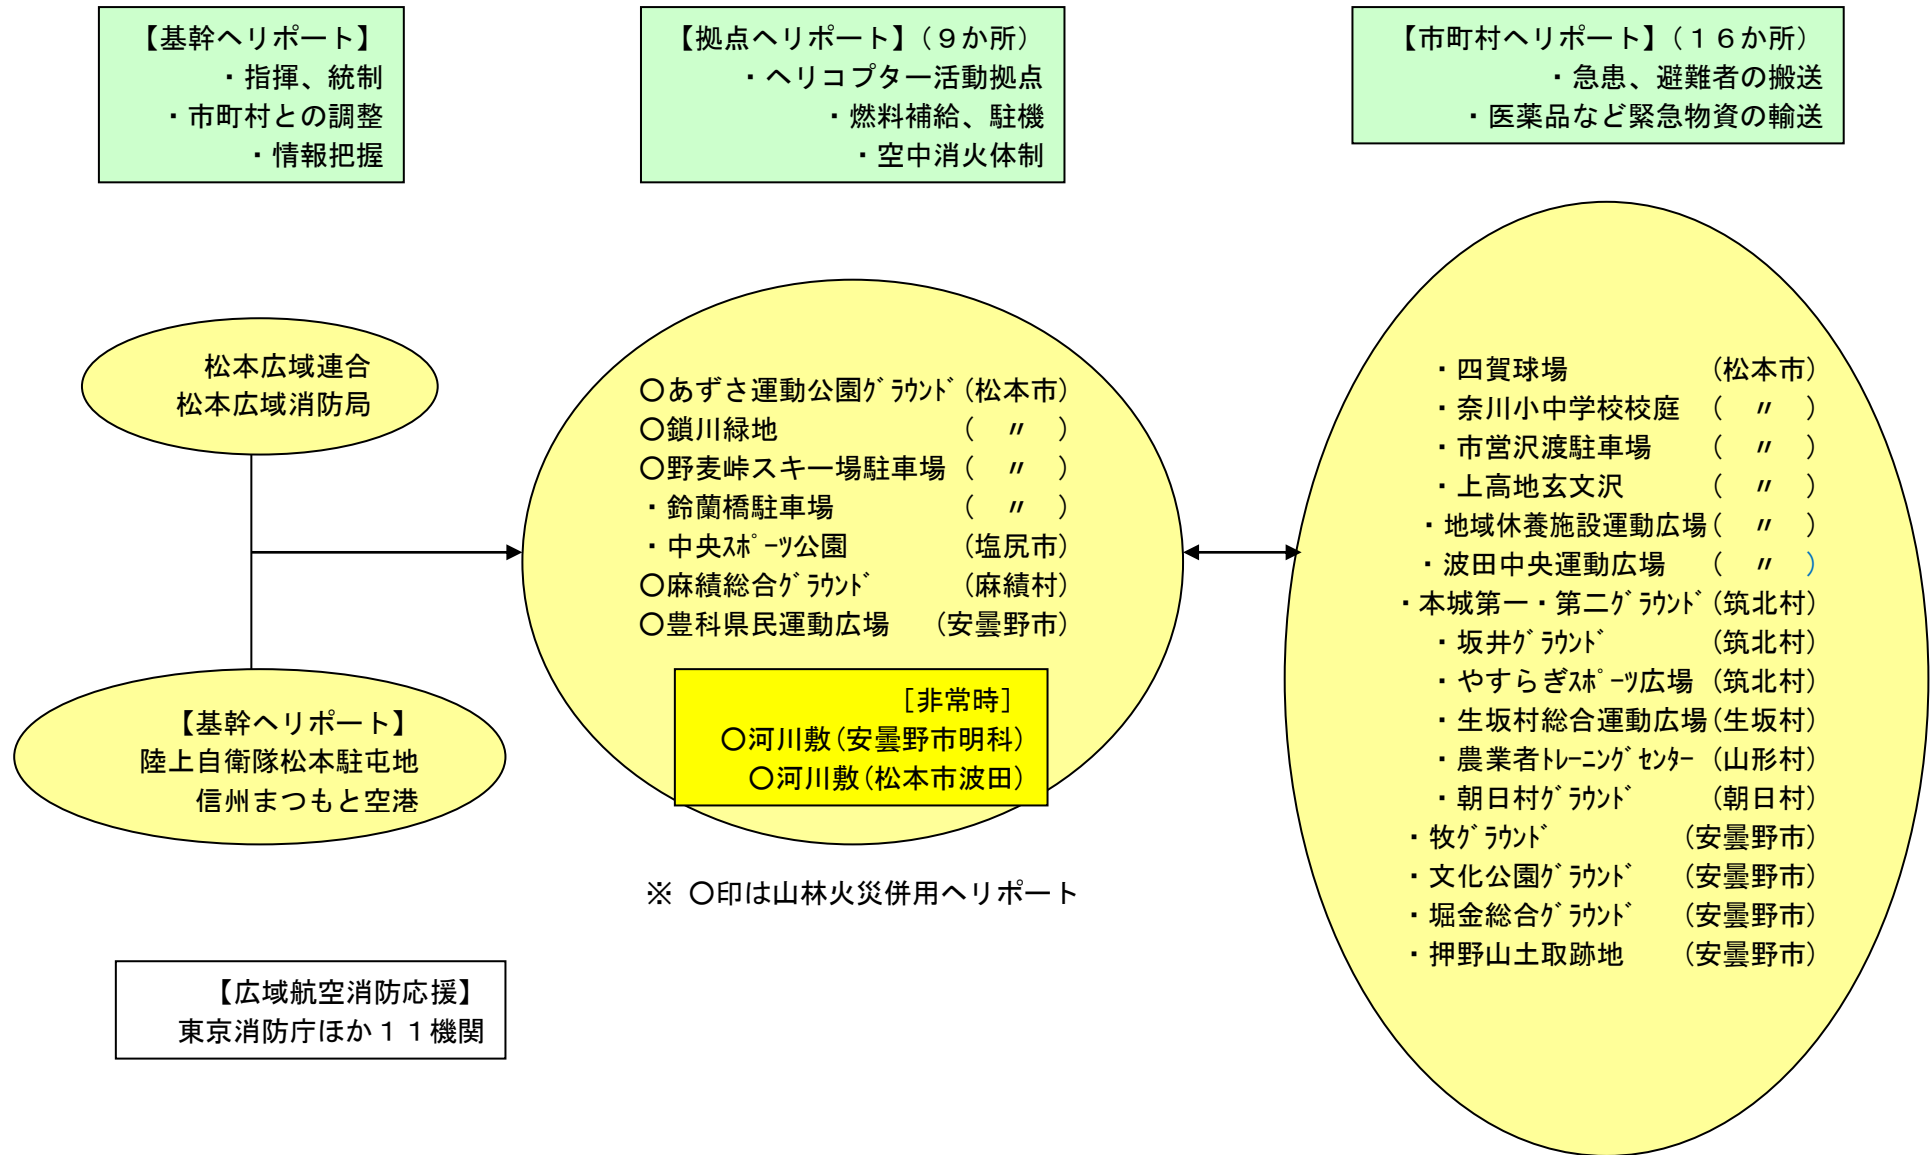 【基幹ヘリポート】
・指揮、統制
・市町村との調整
・情報把握
【拠点ヘリポート】（９か所）
・ヘリコプター活動拠点
・燃料補給、駐機
・空中消火体制
【市町村ヘリポート】（１６か所）
・急患、避難者の搬送
・医薬品など緊急物資の輸送
松本広域連合
松本広域消防局
【基幹ヘリポート】
陸上自衛隊松本駐屯地
信州まつもと空港
【広域航空消防応援】
東京消防庁ほか１１機関
〇あずさ運動公園ｸﾞﾗｳﾝﾄﾞ（松本市）
〇鎖川緑地（　〃　）
〇野麦峠スキー場駐車場（　〃　）
・鈴蘭橋駐車場（　〃　）
・中央ｽﾎﾟｰﾂ公園（塩尻市）
〇麻績総合ｸﾞﾗｳﾝﾄﾞ（麻績村）
〇豊科県民運動広場（安曇野市）
［非常時］
〇河川敷（安曇野市明科）
〇河川敷（松本市波田）
※ 〇印は山林火災併用ヘリポート
・四賀球場（松本市）
・奈川小中学校校庭（　〃　）
・市営沢渡駐車場（　〃　）
・上高地玄文沢（　〃　）
・地域休養施設運動広場（　〃　）
・波田中央運動広場（　〃　）
・本城第一・第二ｸﾞﾗｳﾝﾄﾞ（筑北村）
・坂井ｸﾞﾗｳﾝﾄﾞ（筑北村）
・やすらぎｽﾎﾟｰﾂ広場（筑北村）
・生坂村総合運動広場（生坂村）
・農業者ﾄﾚｰﾆﾝｸﾞｾﾝﾀｰ（山形村）
・朝日村ｸﾞﾗｳﾝﾄﾞ（朝日村）
・牧ｸﾞﾗｳﾝﾄﾞ（安曇野市）
・文化公園ｸﾞﾗｳﾝﾄﾞ（安曇野市）
・堀金総合ｸﾞﾗｳﾝﾄﾞ（安曇野市）
・押野山土取跡地（安曇野市）